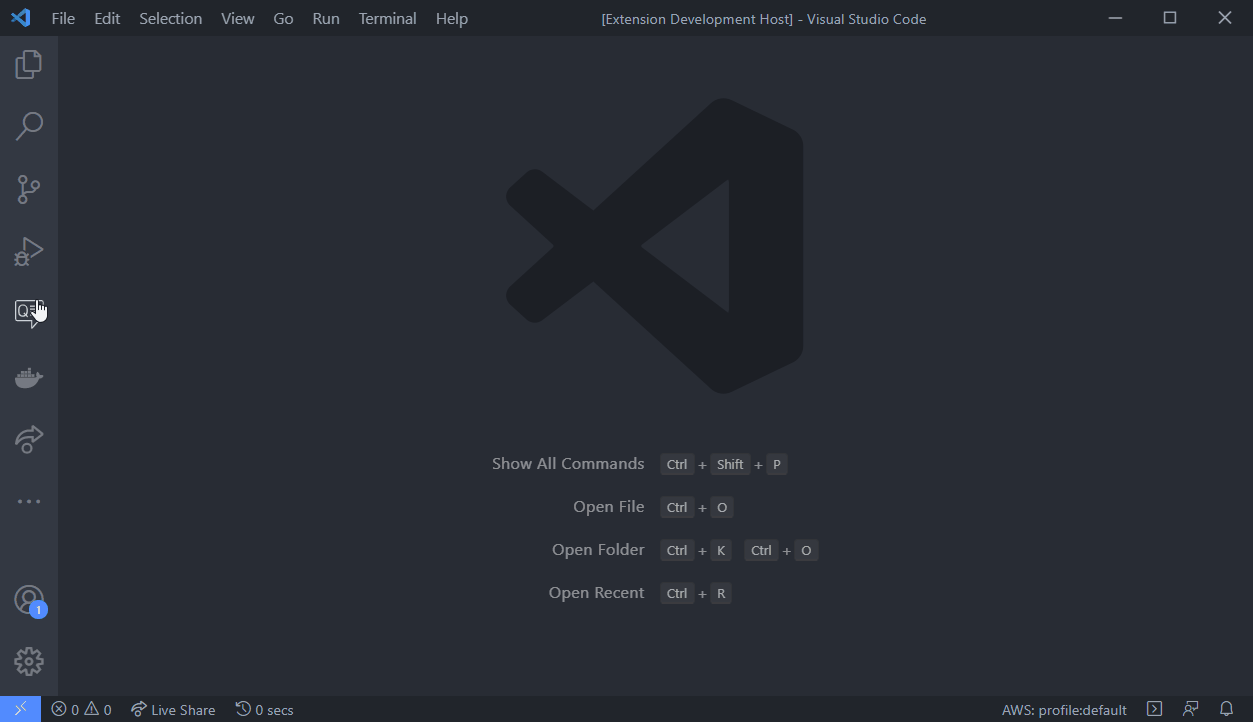 File Edit Selection View Go Run Terminal Help [Extension Development Host] - Visual Studio Code
Q
Show All Commands Ctrl + Shift + P
Open File Ctrl + O
Open Folder Ctrl + K Ctrl + O
Open Recent Ctrl + R
1
0 0 Live Share 0 secs AWS: profile:default